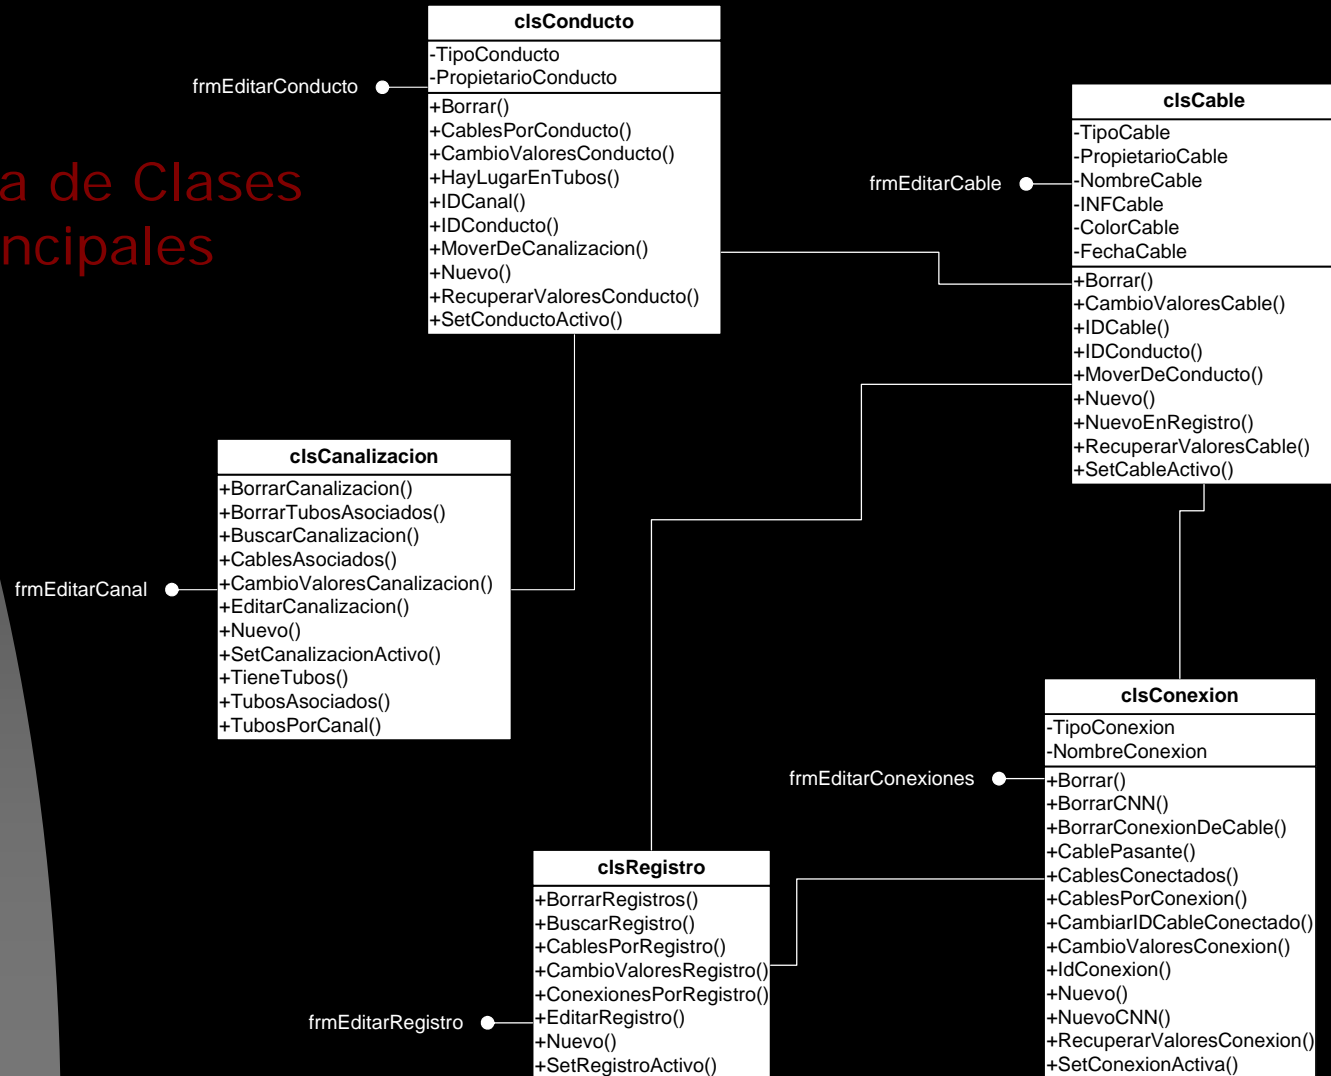 a de Clases
ncipales
clsConducto
-TipoConducto
-PropietarioConducto
+Borrar()
+CablesPorConducto()
+CambioValoresConducto()
+HayLugarEnTubos()
+IDCanal()
+IDConducto()
+MoverDeCanalizacion()
+Nuevo()
+RecuperarValoresConducto()
+SetConductoActivo()
frmEditarConducto
clsCable
-TipoCable
-PropietarioCable
-NombreCable
-INFCable
-ColorCable
-FechaCable
+Borrar()
+CambioValoresCable()
+IDCable()
+IDConducto()
+MoverDeConducto()
+Nuevo()
+NuevoEnRegistro()
+RecuperarValoresCable()
+SetCableActivo()
frmEditarCable
clsCanalizacion
+BorrarCanalizacion()
+BorrarTubosAsociados()
+BuscarCanalizacion()
+CablesAsociados()
+CambioValoresCanalizacion()
+EditarCanalizacion()
+Nuevo()
+SetCanalizacionActivo()
+TieneTubos()
+TubosAsociados()
+TubosPorCanal()
frmEditarCanal
clsConexion
-TipoConexion
-NombreConexion
+Borrar()
+BorrarCNN()
+BorrarConexionDeCable()
+CablePasante()
+CablesConectados()
+CablesPorConexion()
+CambiarIDCableConectado()
+CambioValoresConexion()
+IdConexion()
+Nuevo()
+NuevoCNN()
+RecuperarValoresConexion()
+SetConexionActiva()
frmEditarConexiones
clsRegistro
+BorrarRegistros()
+BuscarRegistro()
+CablesPorRegistro()
+CambioValoresRegistro()
+ConexionesPorRegistro()
+EditarRegistro()
+Nuevo()
+SetRegistroActivo()
frmEditarRegistro